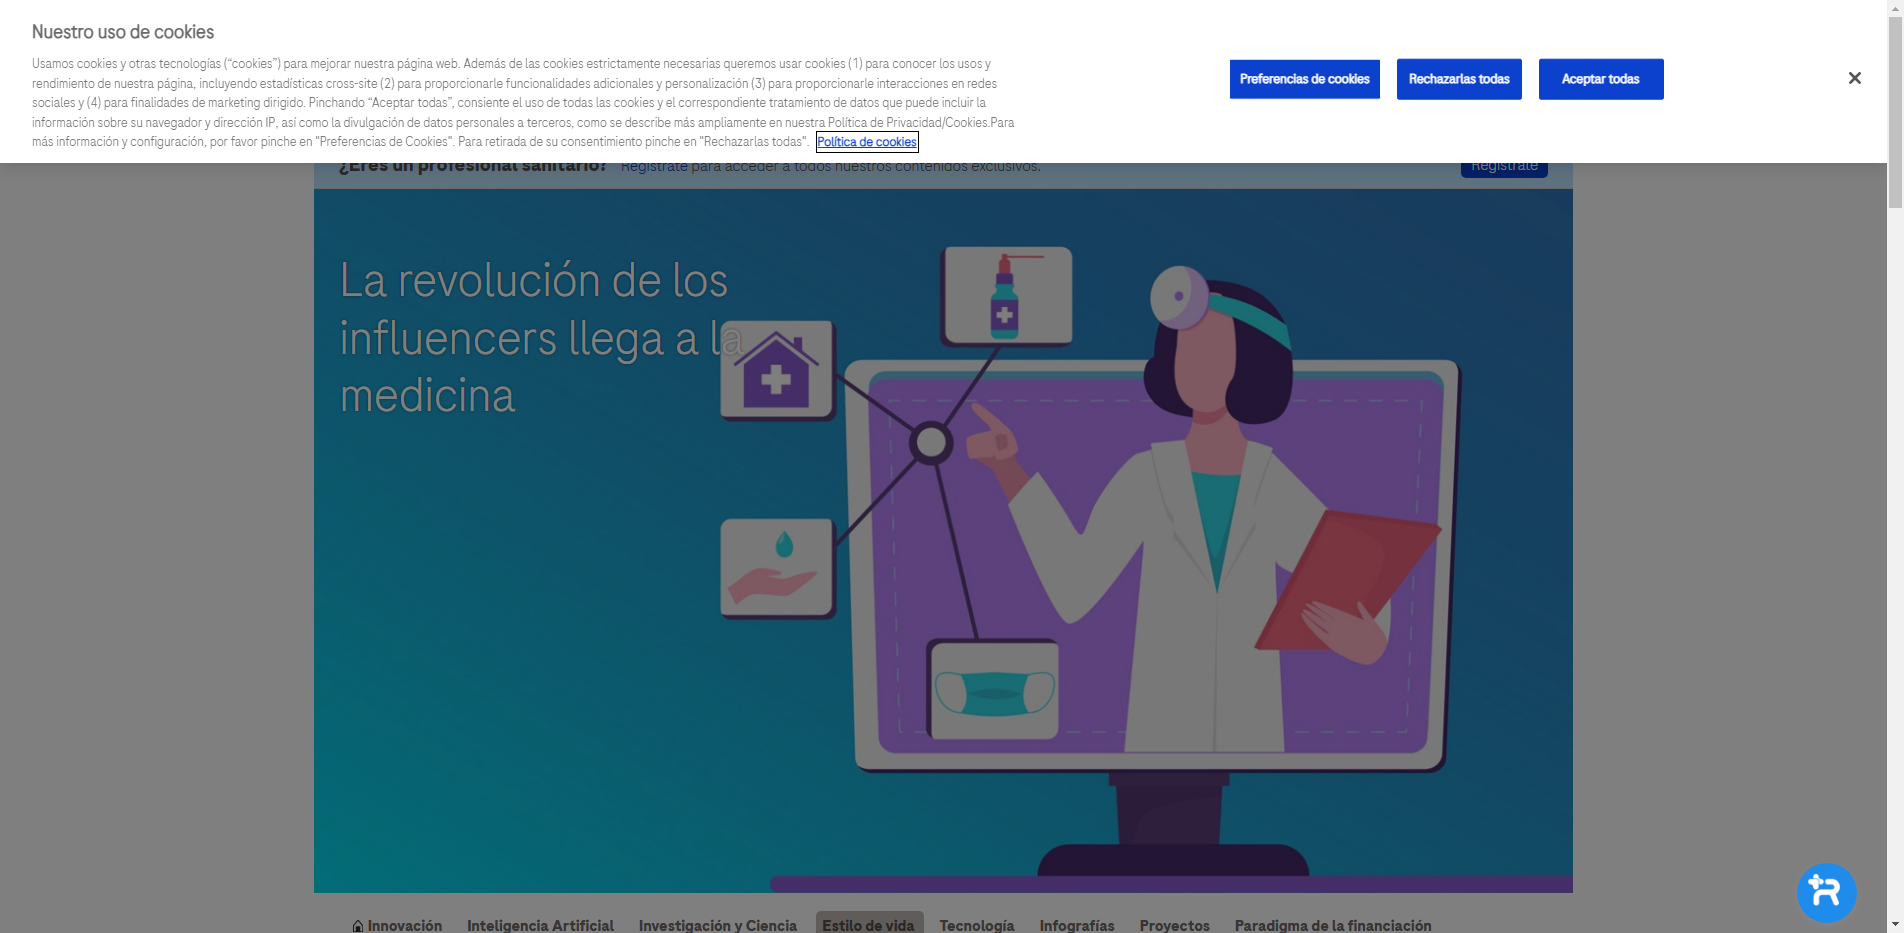 Nuestro uso de cookies
Usamos cookies y otras tecnologías (“cookies”) para mejorar nuestra página web. Además de las cookies estrictamente necesarias queremos usar cookies (1) para conocer los usos y
rendimiento de nuestra página, incluyendo estadísticas cross-site (2) para proporcionarle funcionalidades adicionales y personalización (3) para proporcionarle interacciones en redes
sociales y (4) para finalidades de marketing dirigido. Pinchando “Aceptar todas”, consiente el uso de todas las cookies y el correspondiente tratamiento de datos que puede incluir la
información sobre su navegador y dirección IP, así como la divulgación de datos personales a terceros, como se describe más ampliamente en nuestra Política de Privacidad/Cookies.Para
más información y configuración, por favor pinche en "Preferencias de Cookies". Para retirada de su consentimiento pinche en "Rechazarlas todas". Política de cookies
Preferencias de cookies
Rechazarlas todas
Aceptar todas
¿Eres un profesional sanitario? Regístrate para acceder a todos nuestros contenidos exclusivos.
Regístrate
La revolución de los
influencers llega a la
medicina
Innovación Inteligencia Artificial Investigación y Ciencia Estilo de vida Tecnología Infografías Proyectos Paradigma de la financiación